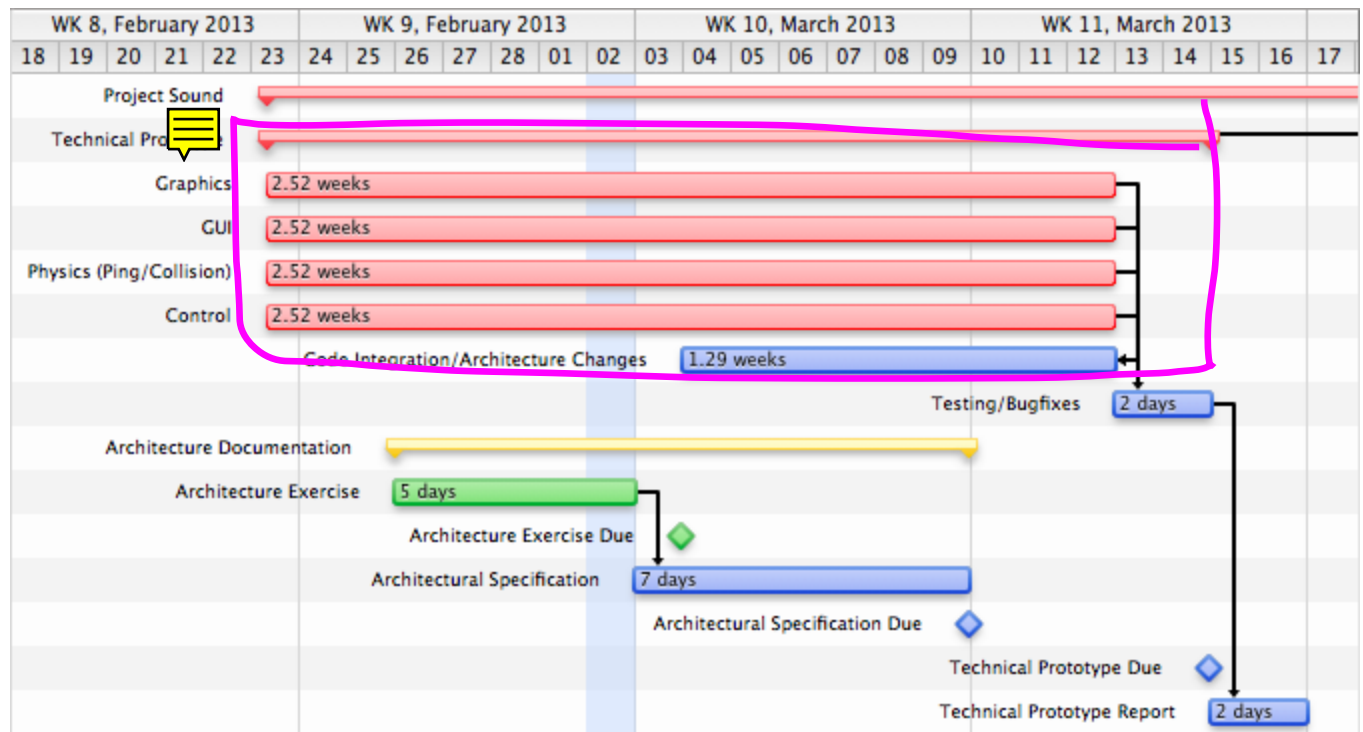 WK 8, February 2013 WK 9, February 2013 WK 10, March 2013 WK 11, March 2013
18 19 20 21 22 23 24 25 26 27 28 01 02 03 04 05 06 07 08 09 10 11 12 13 14 15 16 17
Project Sound
Technical
Graphics 2.52 weeks
GUI 2.52 weeks
Physics (Ping/Collision) 2.52 weeks
Control 2.52 weeks
Code Integration/Architecture Changes 1.29 weeks
Testing/Bugfixes 2 days
Architecture Documentation
Architecture Exercise 5 days
Architecture Exercise Due
Architectural Specification 7 days
Architectural Specification Due
Technical Prototype Due
Technical Prototype Report 2 days